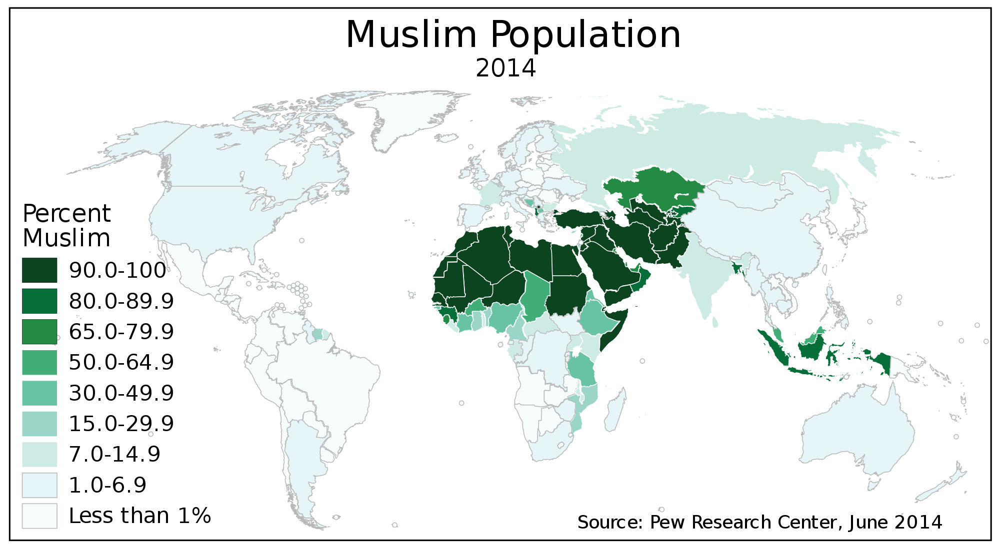 Muslim Population
2014
Percent
Muslim
90.0-100
80.0-89.9
65.0-79.9
50.0-64.9
30.0-49.9
15.0-29.9
7.0-14.9
1.0-6.9
Less than 1%
Source: Pew Research Center, June 2014